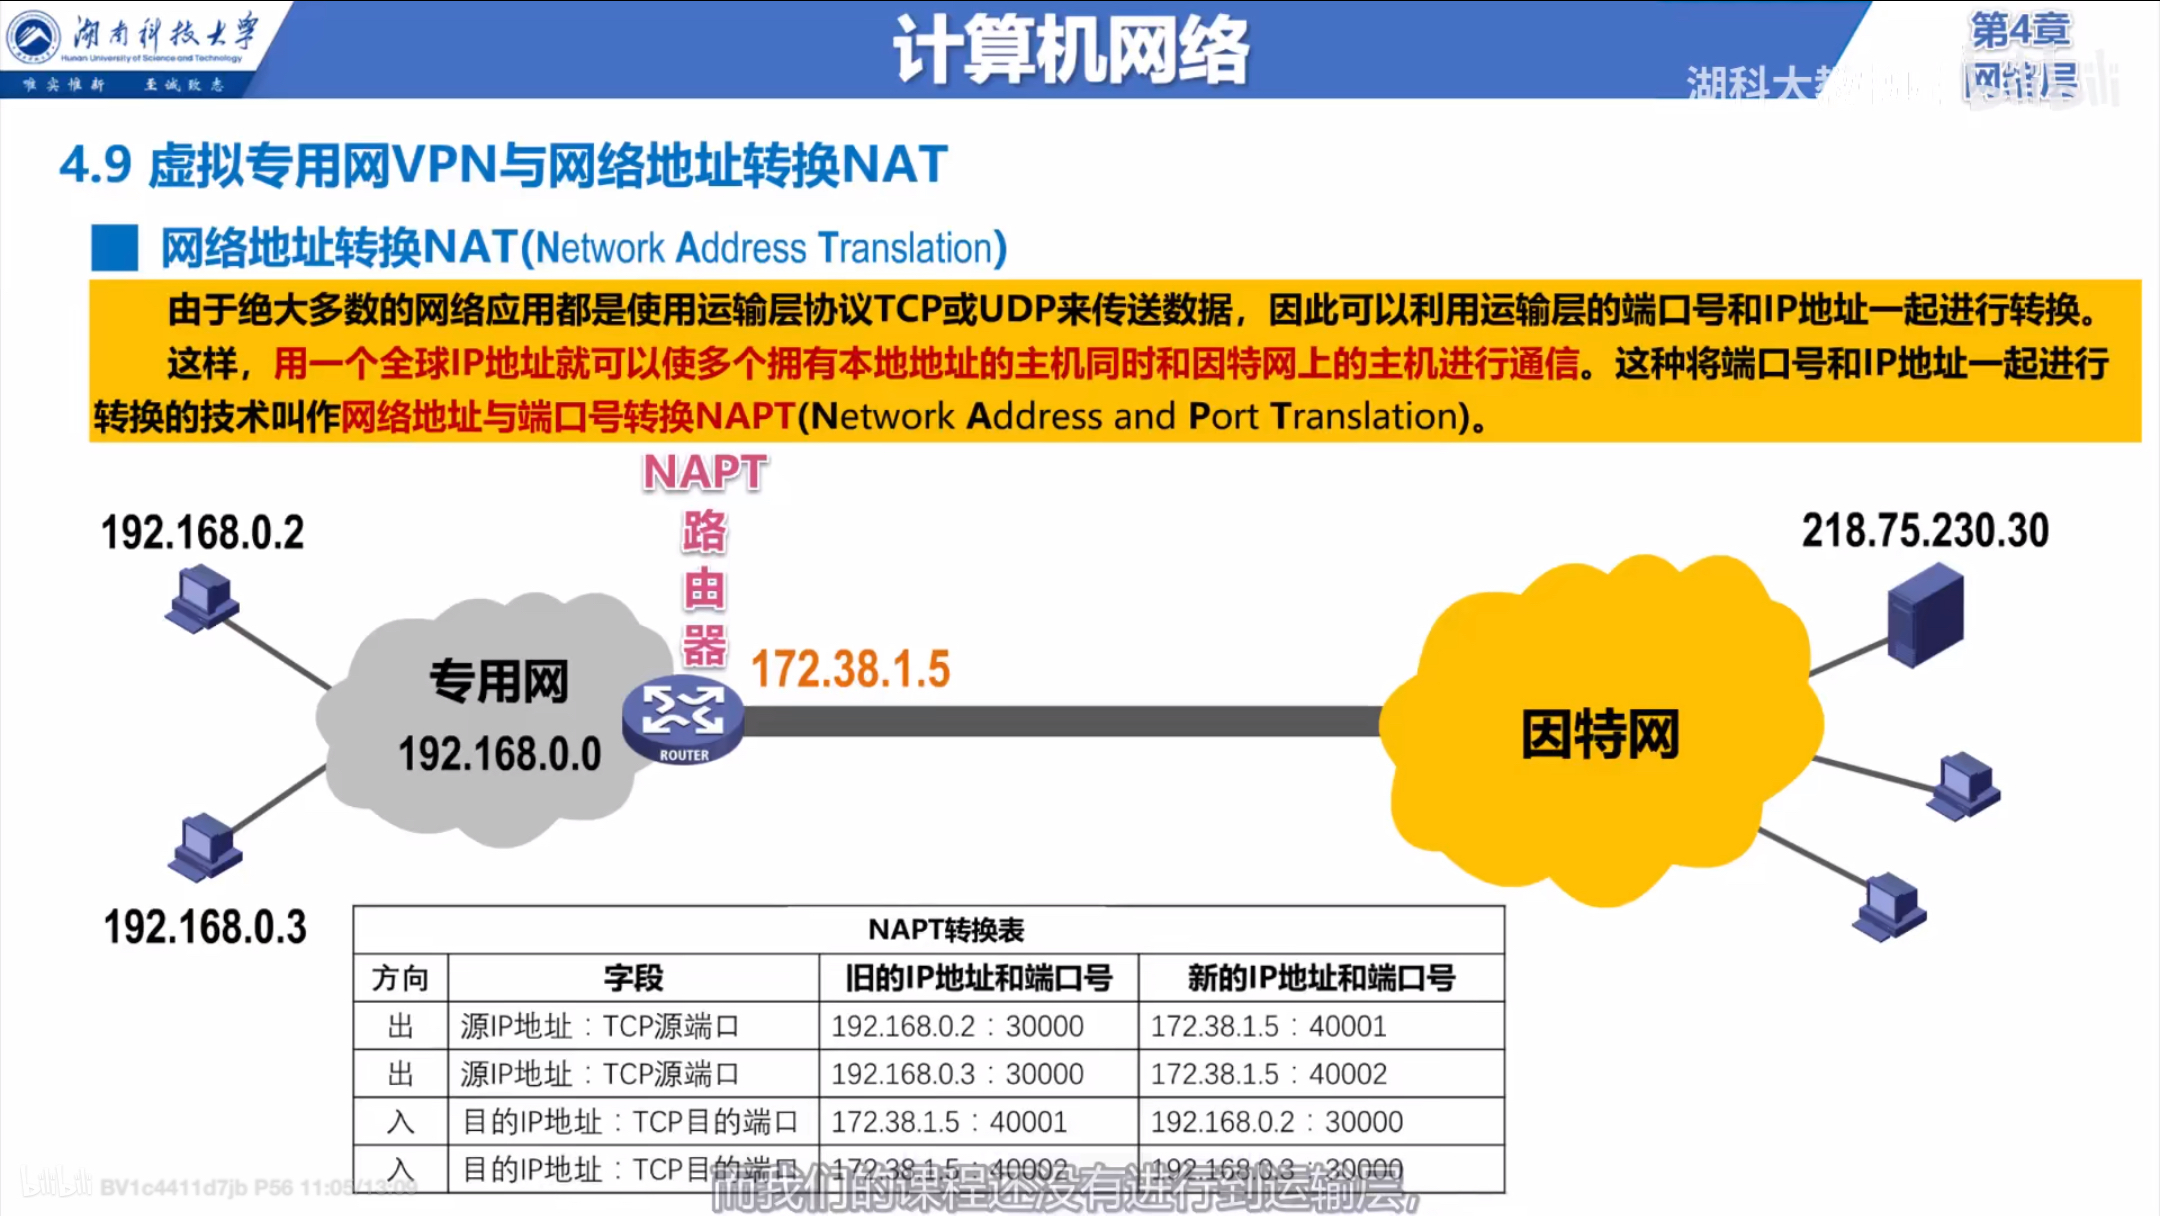 湖南科技大学
Hunan University of Science and Technology
唯实惟新 至诚致志
计算机网络
第4章
网络层
湖科大教
4.9 虚拟专用网VPN与网络地址转换NAT
网络地址转换NAT(Network Address Translation)
由于绝大多数的网络应用都是使用运输层协议TCP或UDP来传送数据，因此可以利用运输层的端口号和IP地址一起进行转换。
这样，用一个全球IP地址就可以使多个拥有本地地址的主机同时和因特网上的主机进行通信。这种将端口号和IP地址一起进行
转换的技术叫作网络地址与端口号转换NAPT(Network Address and Port Translation)。
NAPT
路
由
器
192.168.0.2
218.75.230.30
172.38.1.5
专用网
192.168.0.0
ROUTER
因特网
192.168.0.3
NAPT转换表
方向 字段 旧的IP地址和端口号 新的IP地址和端口号
出 源IP地址：TCP源端口 192.168.0.2：30000 172.38.1.5：40001
出 源IP地址：TCP源端口 192.168.0.3：30000 172.38.1.5：40002
入 目的IP地址：TCP目的端口 172.38.1.5：40001 192.168.0.2：30000
入 目的IP地址：TCP目的端口 172.38.1.5：40002 192.168.0.3：30000
而我们的课程还没有进行到运输层，
bilibili BV1c4411d7jb P56 11:05/13:09